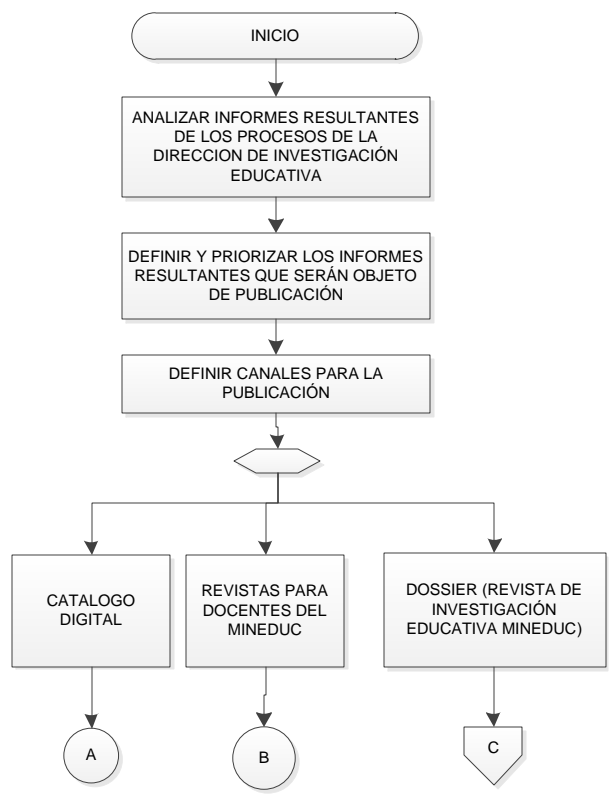 INICIO
ANALIZAR INFORMES RESULTANTES
DE LOS PROCESOS DE LA
DIRECCION DE INVESTIGACIÓN
EDUCATIVA
DEFINIR Y PRIORIZAR LOS INFORMES
RESULTANTES QUE SERÁN OBJETO
DE PUBLICACIÓN
DEFINIR CANALES PARA LA
PUBLICACIÓN
CATALOGO
DIGITAL
REVISTAS PARA
DOCENTES DEL
MINEDUC
DOSSIER (REVISTA DE
INVESTIGACIÓN
EDUCATIVA MINEDUC)
A
B
C